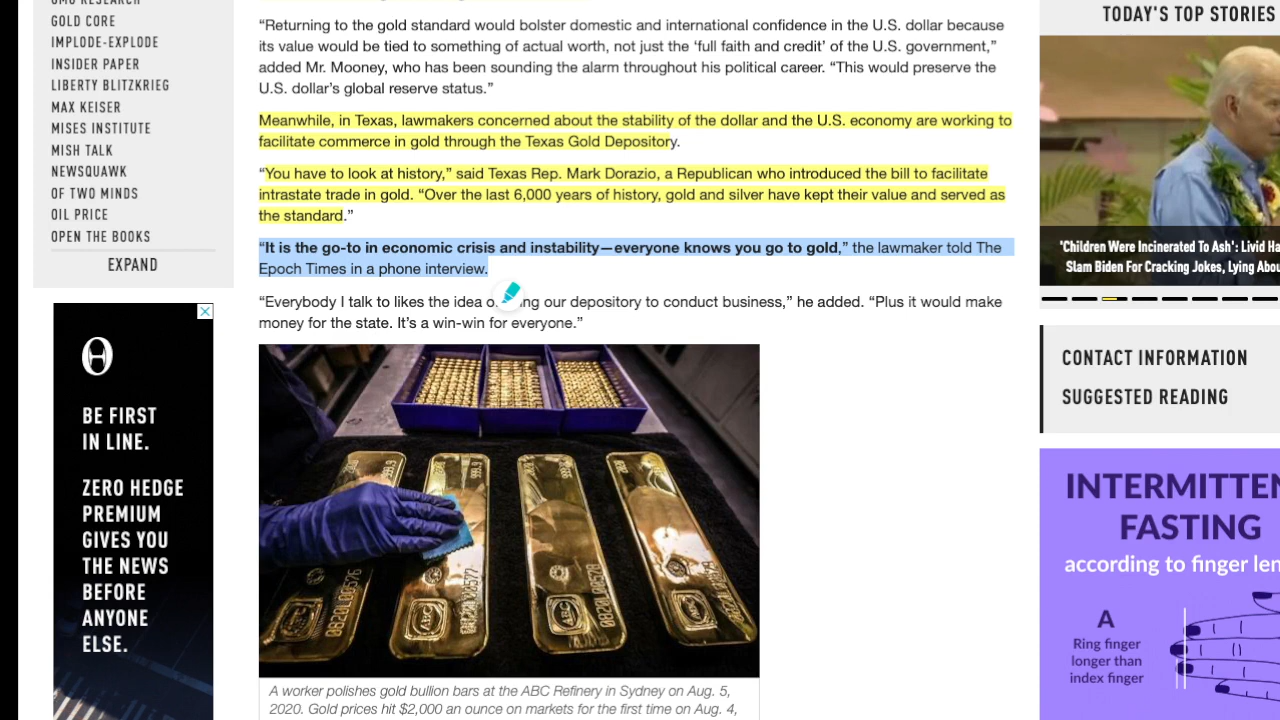 GOLD CORE
IMPLODE-EXPLODE
INSIDER PAPER
LIBERTY BLITZKRIEG
MAX KEISER
MISES INSTITUTE
MISH TALK
NEWSQUAWK
OF TWO MINDS
OIL PRICE
OPEN THE BOOKS
EXPAND
BE FIRST
IN LINE.
ZERO HEDGE
PREMIUM
GIVES YOU
THE NEWS
BEFORE
ANYONE
ELSE.
“Returning to the gold standard would bolster domestic and international confidence in the U.S. dollar because
its value would be tied to something of actual worth, not just the ‘full faith and credit’ of the U.S. government,”
added Mr. Mooney, who has been sounding the alarm throughout his political career. “This would preserve the
U.S. dollar’s global reserve status.”
Meanwhile, in Texas, lawmakers concerned about the stability of the dollar and the U.S. economy are working to
facilitate commerce in gold through the Texas Gold Depository.
“You have to look at history,” said Texas Rep. Mark Dorazio, a Republican who introduced the bill to facilitate
intrastate trade in gold. “Over the last 6,000 years of history, gold and silver have kept their value and served as
the standard.”
“It is the go-to in economic crisis and instability—everyone knows you go to gold,” the lawmaker told The
Epoch Times in a phone interview.
“Everybody I talk to likes the idea o ng our depository to conduct business,” he added. “Plus it would make
money for the state. It’s a win-win for everyone.”
999.9
999.9
ABC
ABC
ABC
A worker polishes gold bullion bars at the ABC Refinery in Sydney on Aug. 5,
2020. Gold prices hit $2,000 an ounce on markets for the first time on Aug. 4,
TODAY'S TOP STORIES
'Children Were Incinerated To Ash': Livid Ha
Slam Biden For Cracking Jokes, Lying Abou
CONTACT INFORMATION
SUGGESTED READING
INTERMITTEN
FASTING
according to finger len
A
Ring finger
longer than
index finger